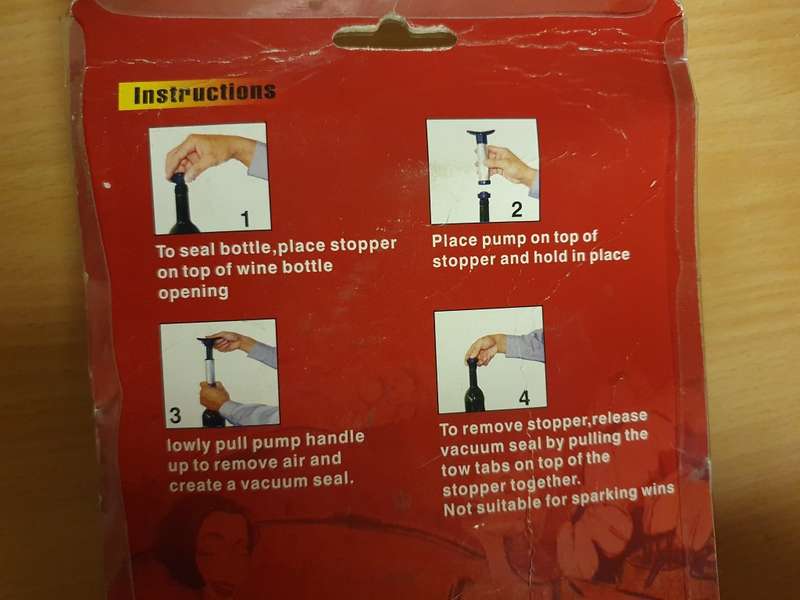 Instructions
1
To seal bottle,place stopper
on top of wine bottle
opening
2
Place pump on top of
stopper and hold in place
3
lowly pull pump handle
up to remove air and
create a vacuum seal.
4
To remove stopper,release
vacuum seal by pulling the
tow tabs on top of the
stopper together.
Not suitable for sparking wins